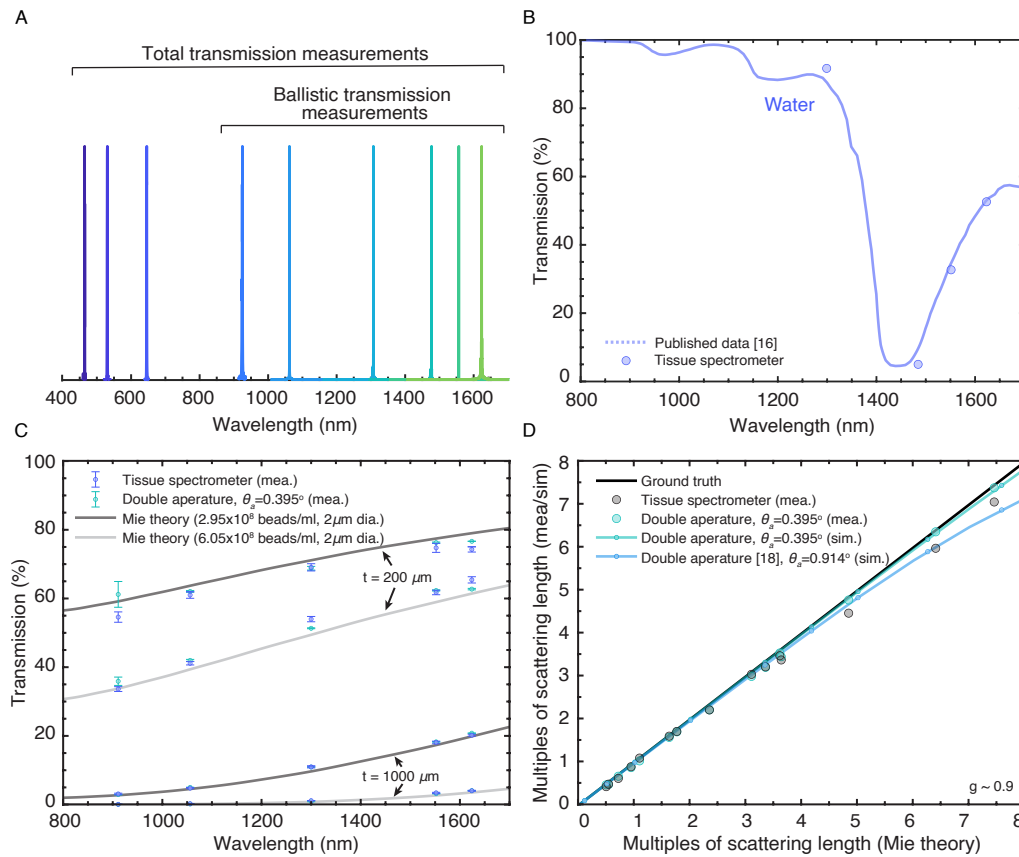 A
Total transmission measurements
Ballistic transmission
measurements
400 600 800 1000 1200 1400 1600
Wavelength (nm)
B
100
80
60
40
20
0
Transmission (%)
Water
Published data [16]
Tissue spectrometer
800 1000 1200 1400 1600
Wavelength (nm)
C
100
80
60
40
20
0
Transmission (%)
Tissue spectrometer (mea.)
Double aperture, θa=0.395º (mea.)
Mie theory (2.95x10⁸ beads/ml, 2μm dia.)
Mie theory (6.05x10⁸ beads/ml, 2μm dia.)
t = 200 μm
t = 1000 μm
800 1000 1200 1400 1600
Wavelength (nm)
D
8
7
6
5
4
3
2
1
0
Multiples of scattering length (mea/sim)
Ground truth
Tissue spectrometer (mea.)
Double aperature, θa=0.395º (mea.)
Double aperature, θa=0.395º (sim.)
Double aperature [18], θa=0.914º (sim.)
g ~ 0.9
0 1 2 3 4 5 6 7 8
Multiples of scattering length (Mie theory)